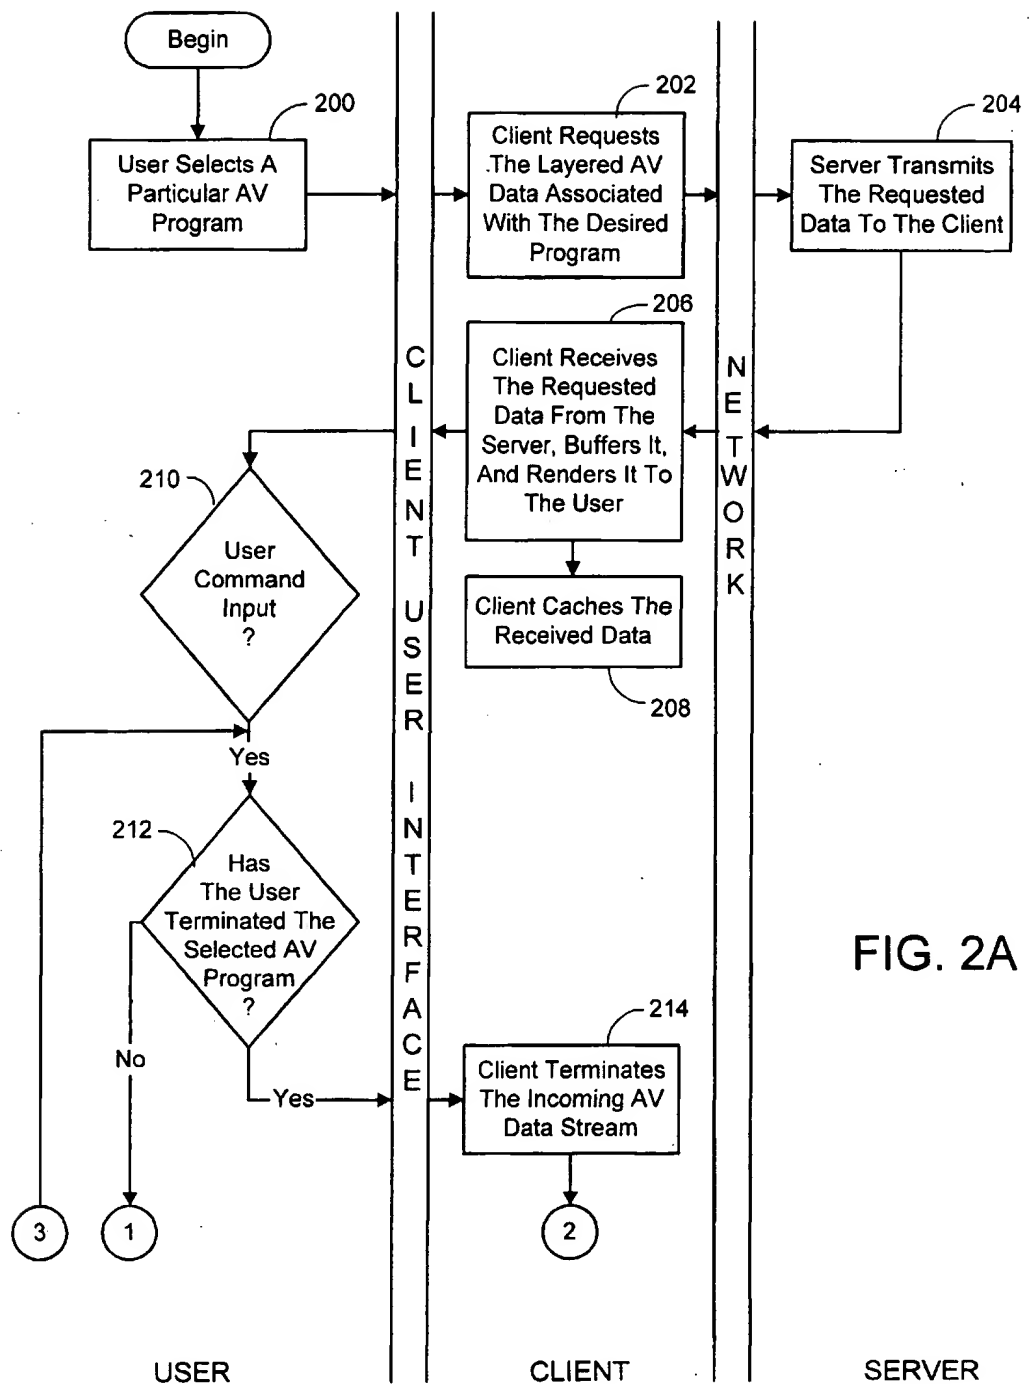 Begin
200
User Selects A
Particular AV
Program
202
Client Requests
The Layered AV
Data Associated
With The Desired
Program
204
Server Transmits
The Requested
Data To The Client
206
Client Receives
The Requested
Data From The
Server, Buffers It,
And Renders It To
The User
208
Client Caches The
Received Data
210
User
Command
Input
?
Yes
212
Has
The User
Terminated The
Selected AV
Program
?
No
Yes
214
Client Terminates
The Incoming AV
Data Stream
3
1
2
CLIENT USER INTERFACE
NETWORK
FIG. 2A
USER
CLIENT
SERVER